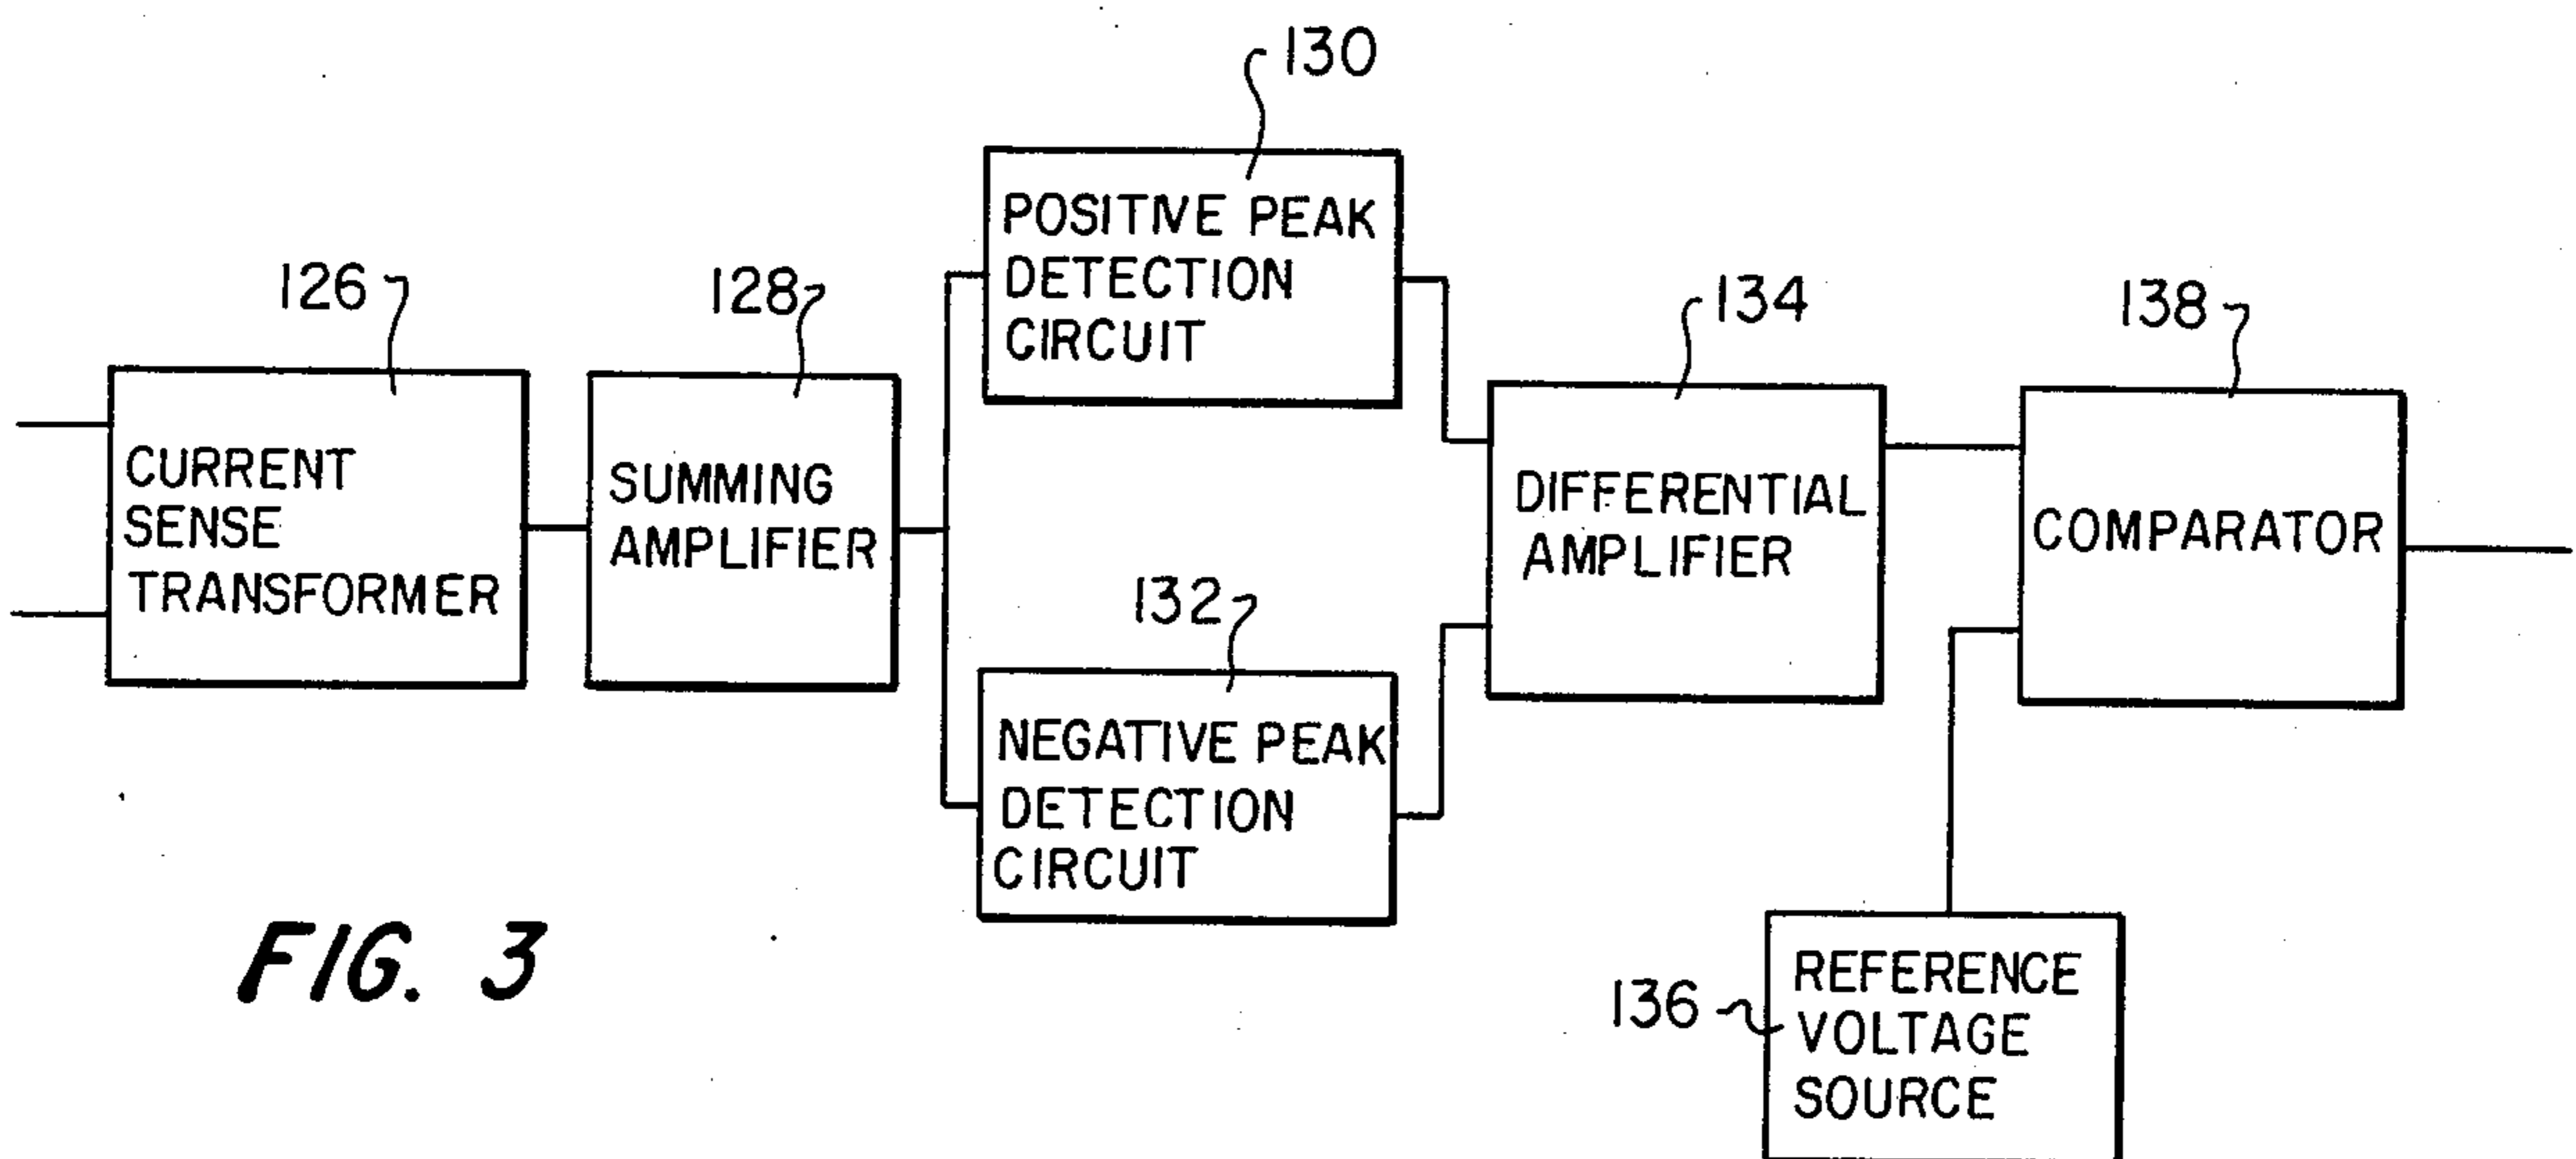 130
POSITIVE PEAK
DETECTION
CIRCUIT
126
CURRENT
SENSE
TRANSFORMER
128
SUMMING
AMPLIFIER
134
DIFFERENTIAL
AMPLIFIER
138
COMPARATOR
132
NEGATIVE PEAK
DETECTION
CIRCUIT
136
REFERENCE
VOLTAGE
SOURCE
FIG. 3